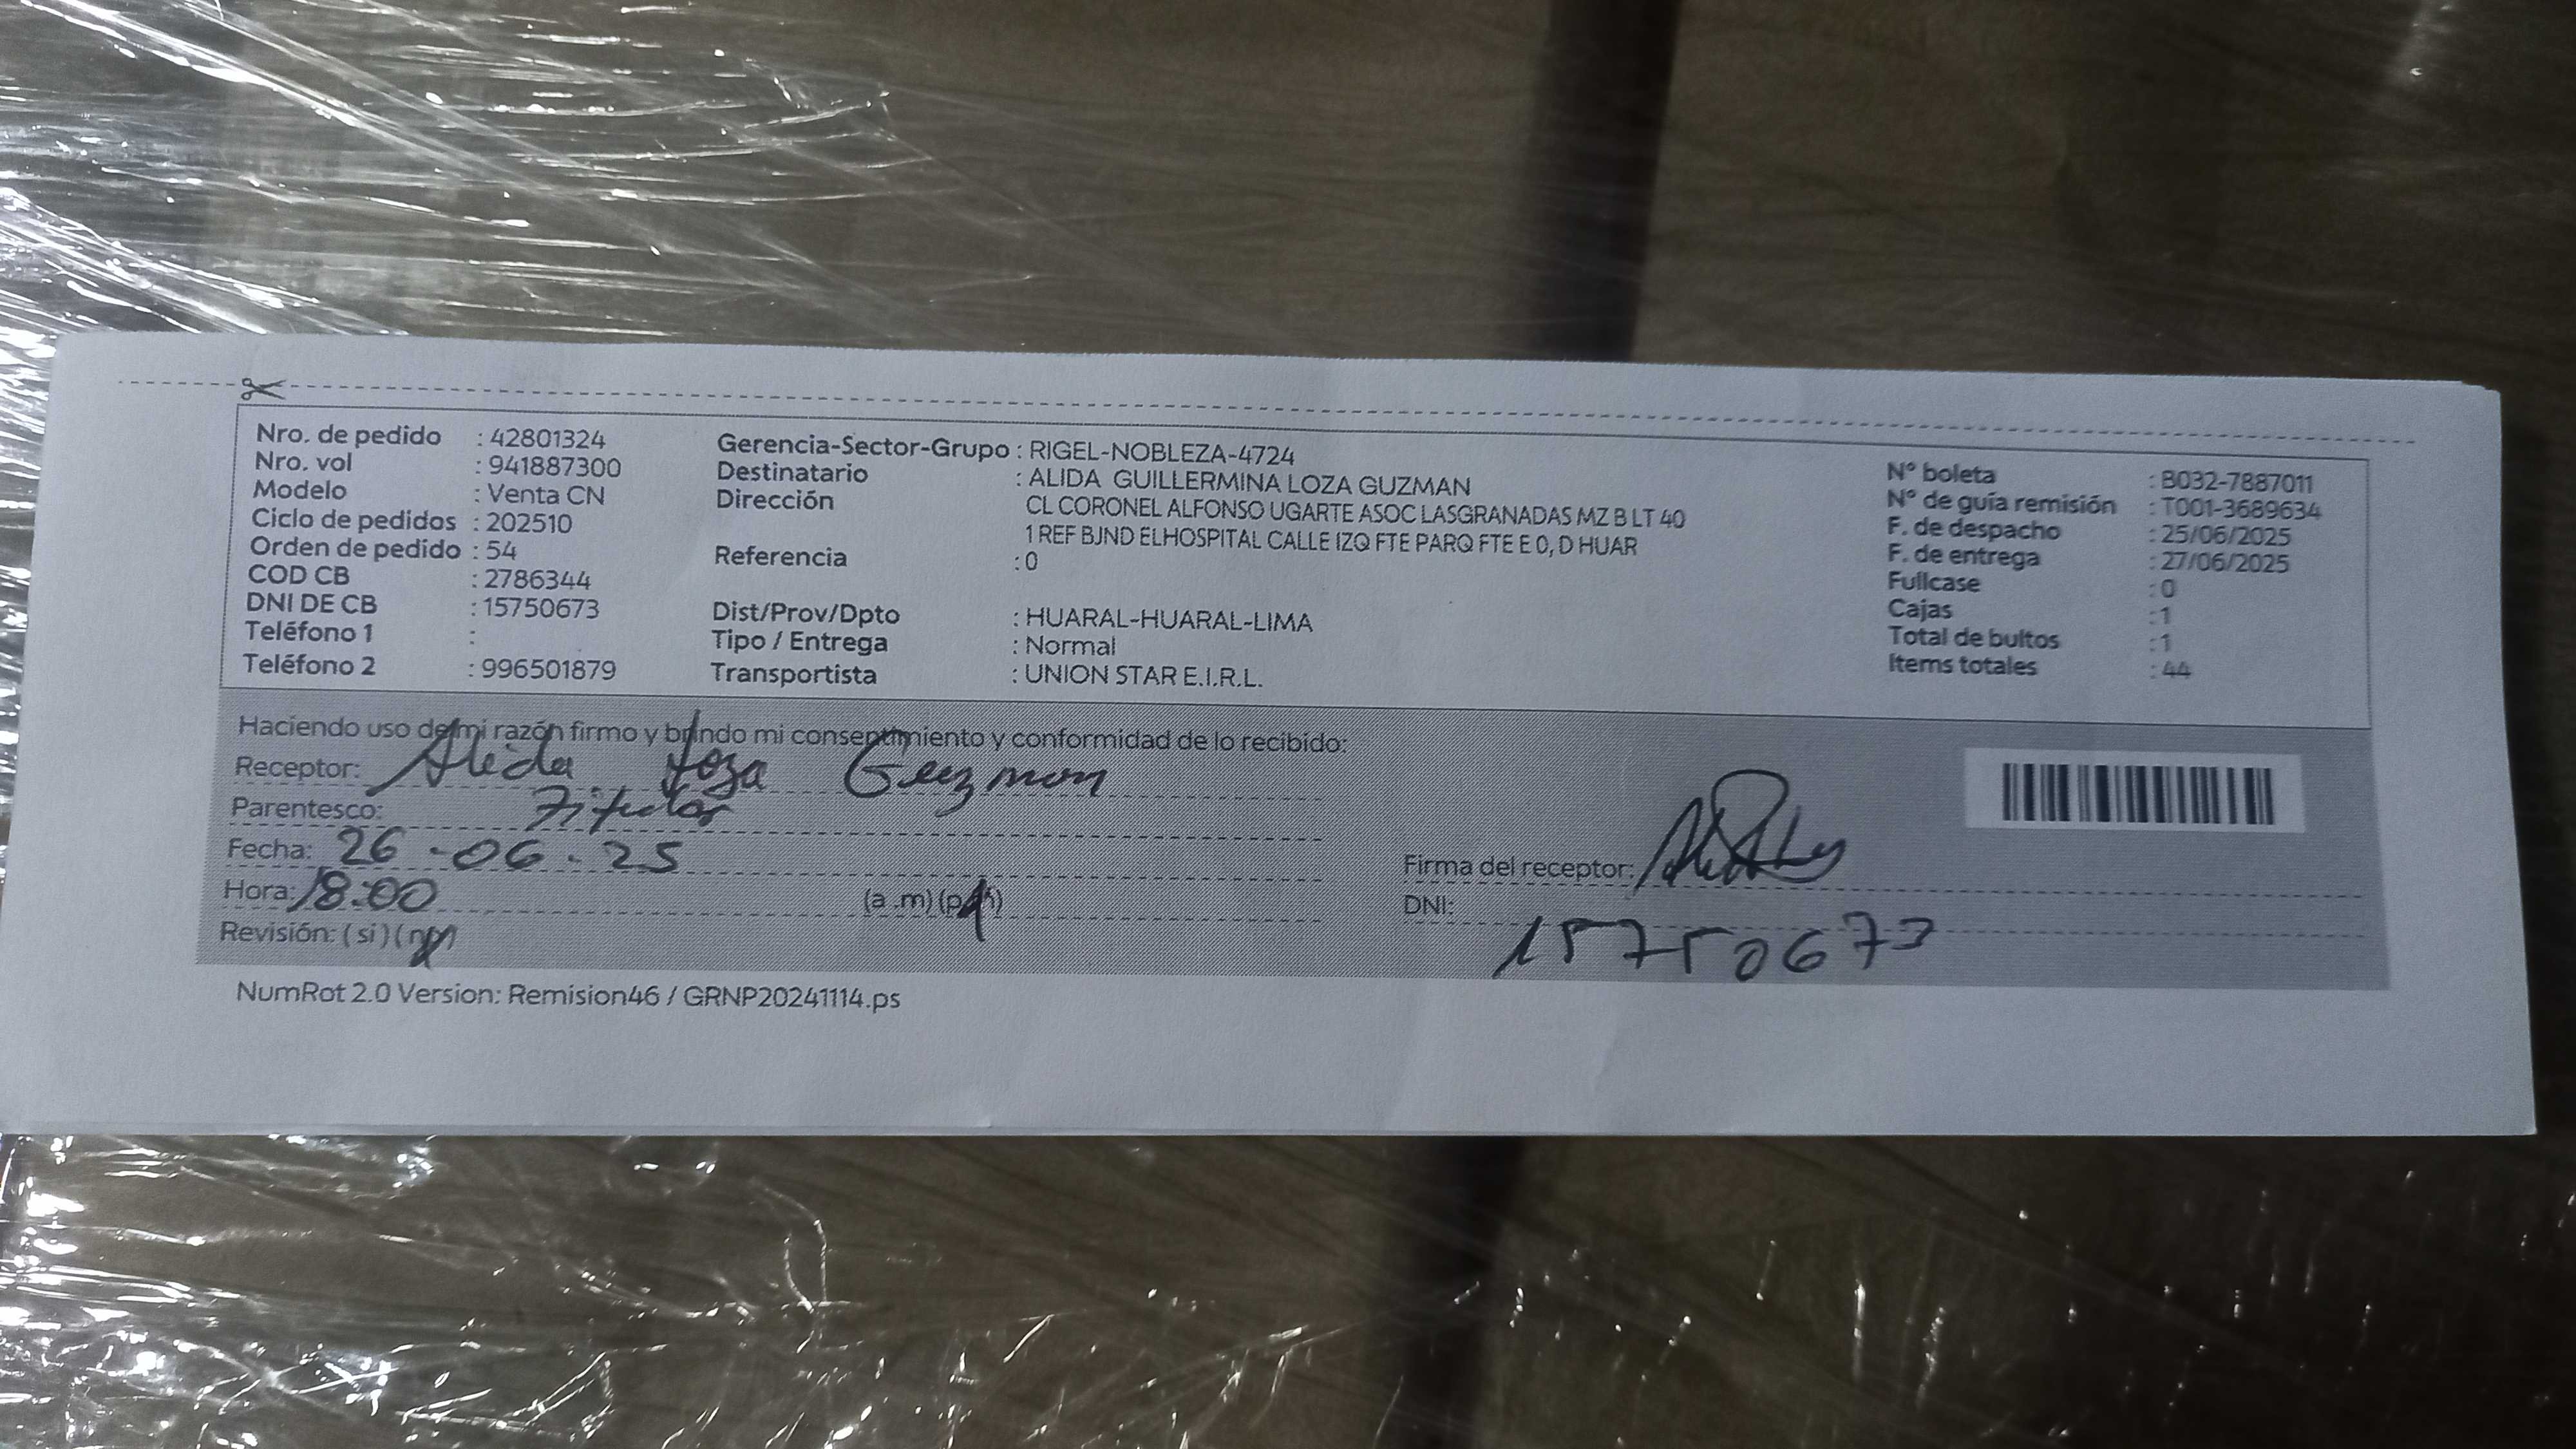 Nro. de pedido : 42801324
Nro. vol : 941887300
Modelo : Venta CN
Ciclo de pedidos : 202510
Orden de pedido : 54
COD CB : 2786344
DNI DE CB : 15750673
Teléfono 1 :
Teléfono 2 : 996501879
Gerencia-Sector-Grupo : RIGEL-NOBLEZA-4724
Destinatario : ALIDA GUILLERMINA LOZA GUZMAN
Dirección CL CORONEL ALFONSO UGARTE ASOC LASGRANADAS MZ B LT 40
1 REF BJND ELHOSPITAL CALLE IZQ FTE PARQ FTE E 0, D HUAR
Referencia : 0
Dist/Prov/Dpto : HUARAL-HUARAL-LIMA
Tipo / Entrega : Normal
Transportista : UNION STAR E.I.R.L.
N° boleta : B032-7887011
N° de guía remisión : T001-3689634
F. de despacho : 25/06/2025
F. de entrega : 27/06/2025
Fullcase : 0
Cajas : 1
Total de bultos : 1
Items totales : 44
Haciendo uso de mi razón firmo y brindo mi consentimiento y conformidad de lo recibido:
Receptor: Alida Loza Guzman
Parentesco: Titular
Fecha: 26-06-25
Hora: 18:00 (a .m) (p.m)
Revisión: (si) (no)
Firma del receptor:
DNI: 15750673
NumRot 2.0 Version: Remision46 / GRNP20241114.ps